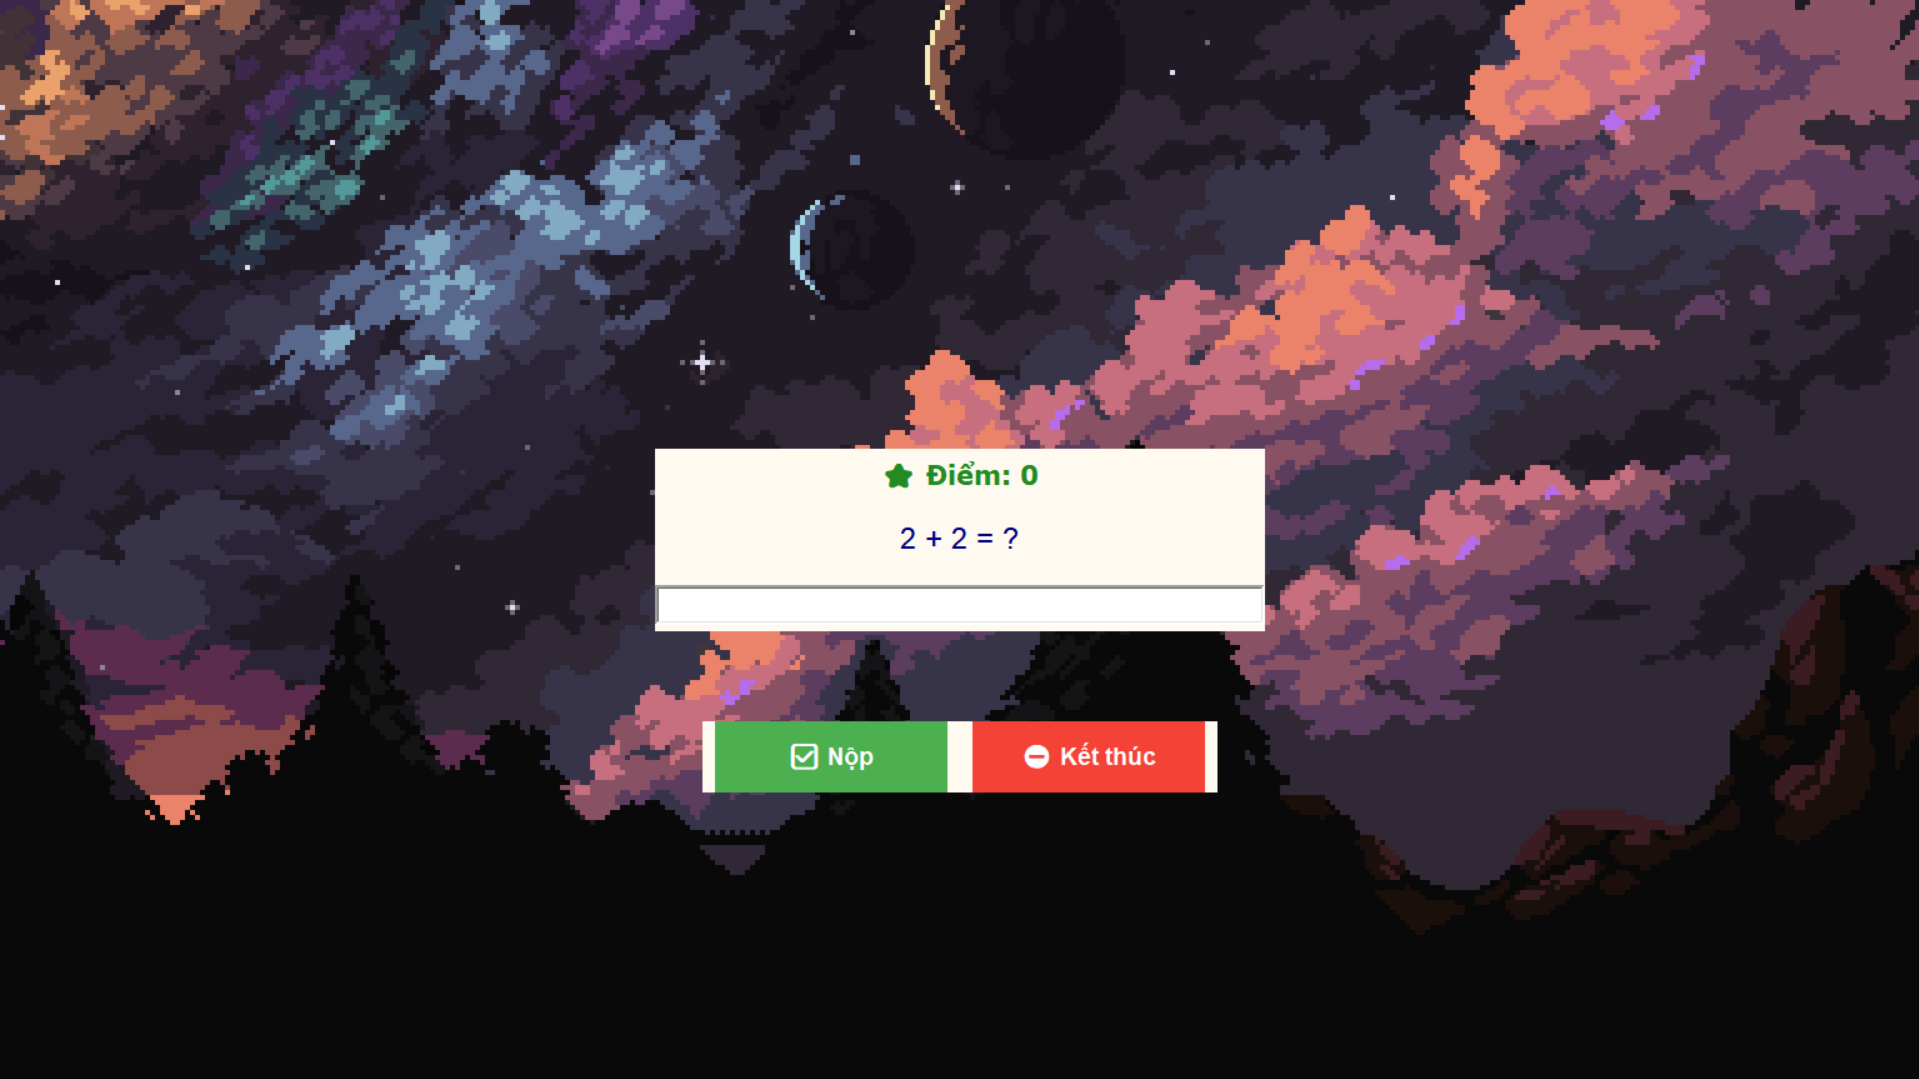 Điểm: 0
2 + 2 = ?
Nộp
Kết thúc